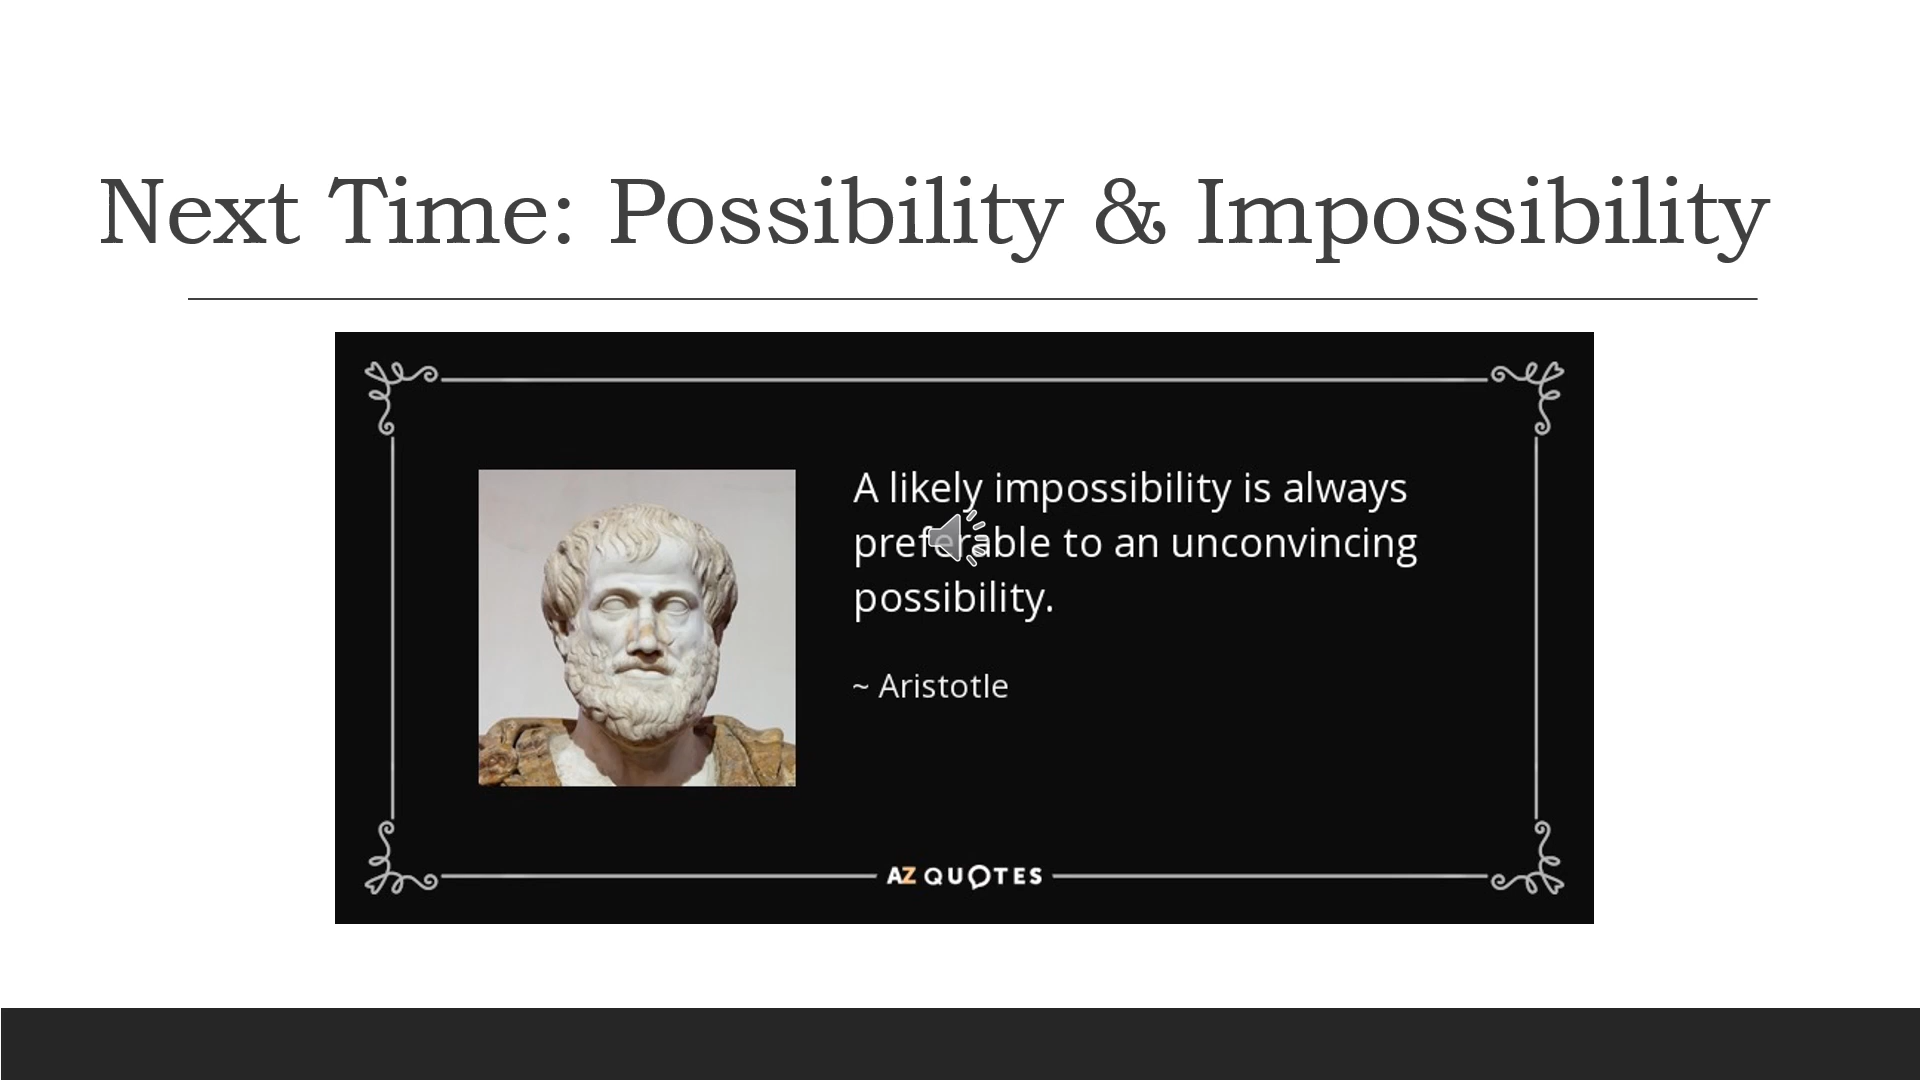 Next Time: Possibility & Impossibility
A likely impossibility is always
preferable to an unconvincing
possibility.
~ Aristotle
AZ QUOTES